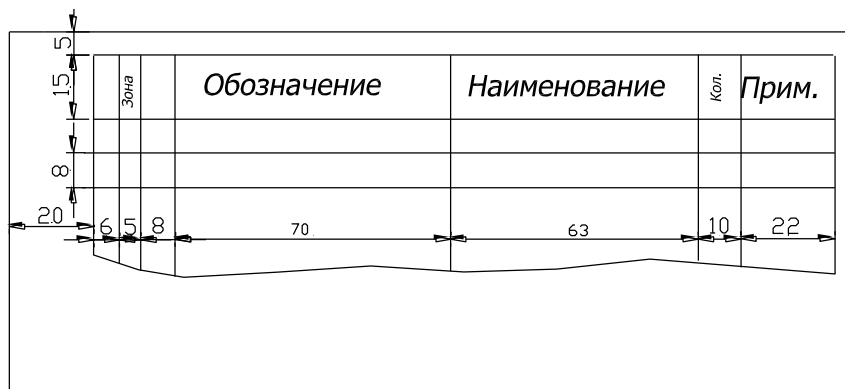 5
15
Зона
Обозначение
Наименование
Кол.
Прим.
8
20
6
5
8
70
63
10
22